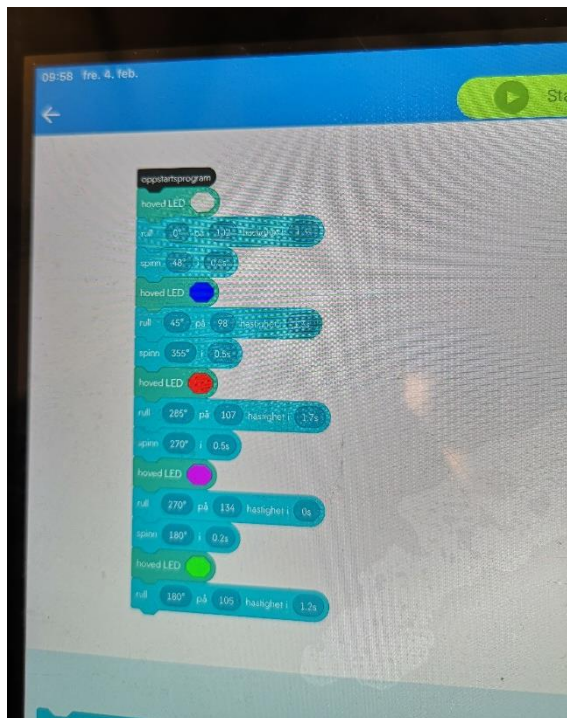 09:58 fre. 4. feb.
Sta
oppstartsprogram
hoved LED
rull 0° på hastighet i
spinn 48° i
hoved LED
rull 45° på 98 hastighet i
spinn 355° i 0.5s
hoved LED
rull 285° på 107 hastighet i 1.7s
spinn 270° i 0.5s
hoved LED
rull 270° på 134 hastighet i 0s
spinn 180° i 0.2s
hoved LED
rull 180° på 105 hastighet i 1.2s